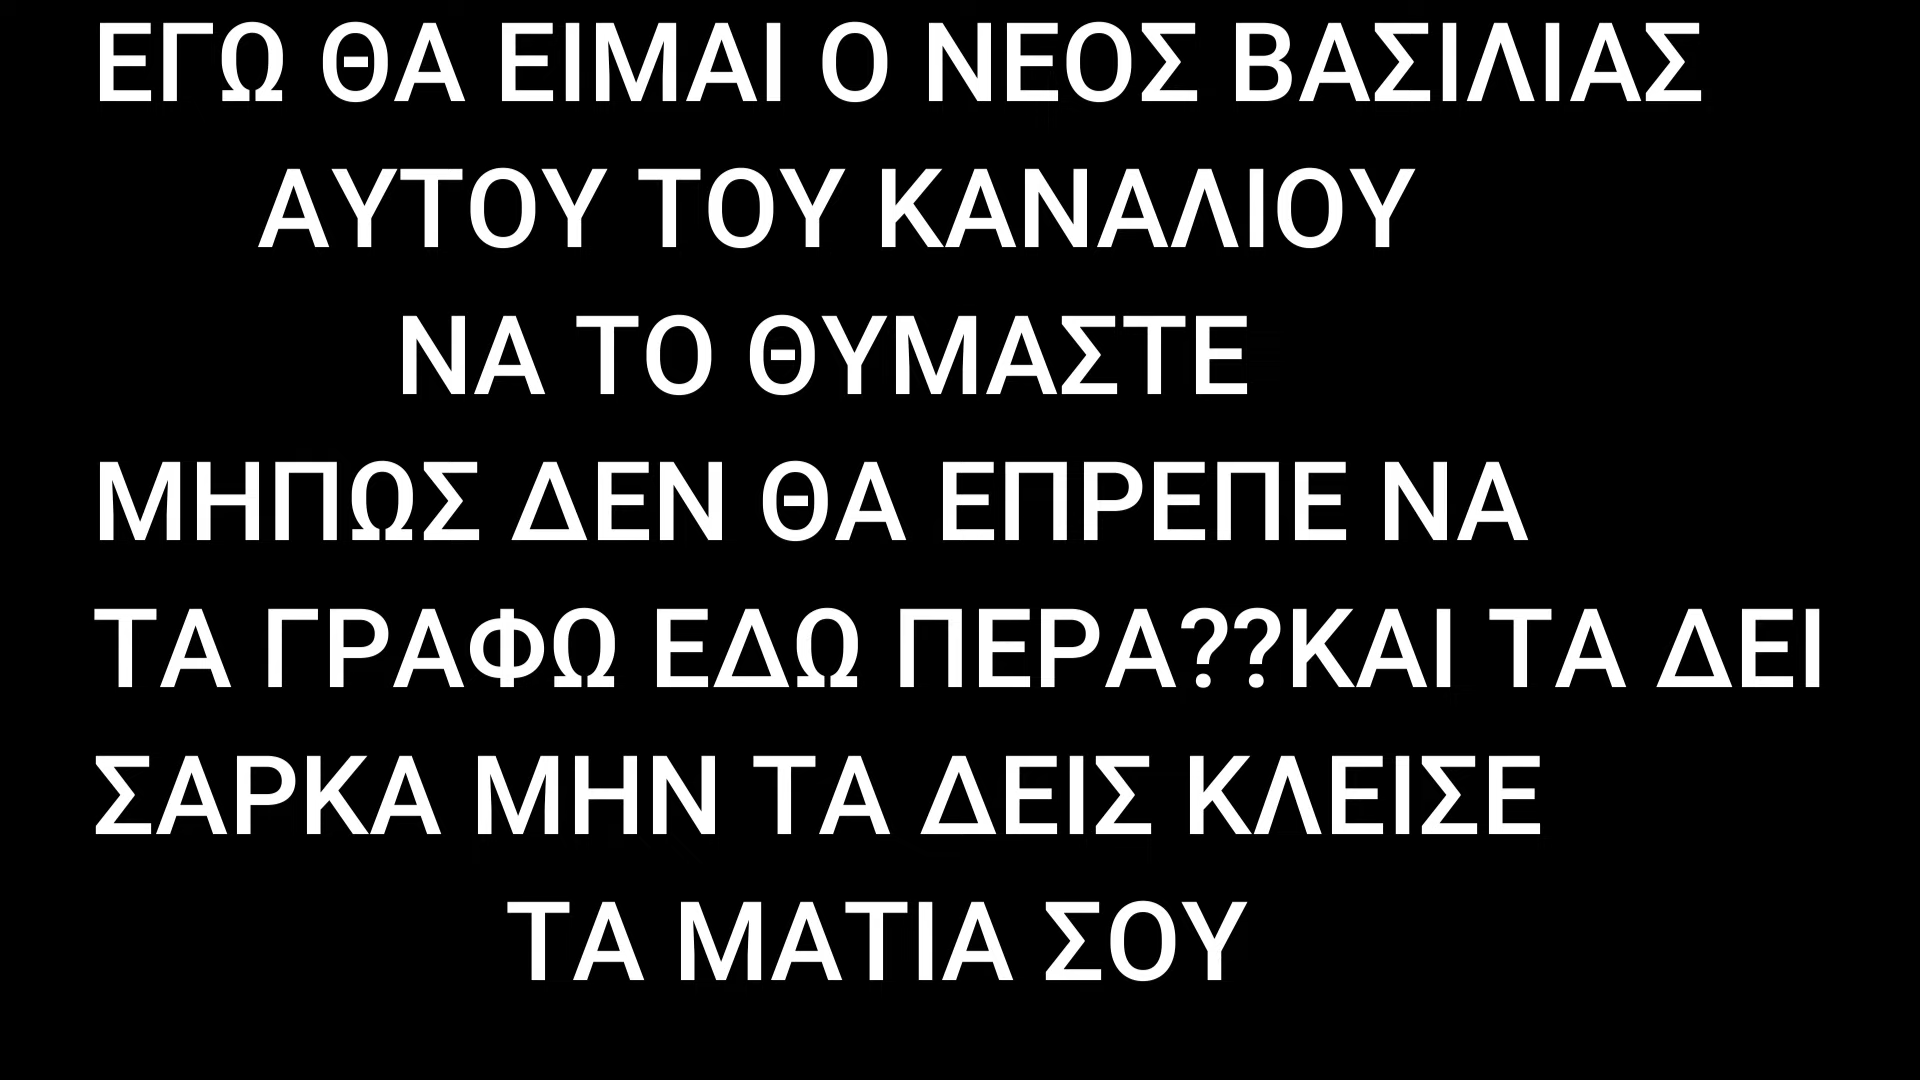 ΕΓΩ ΘΑ ΕΙΜΑΙ Ο ΝΕΟΣ ΒΑΣΙΛΙΑΣ
ΑΥΤΟΥ ΤΟΥ ΚΑΝΑΛΙΟΥ
ΝΑ ΤΟ ΘΥΜΑΣΤΕ
ΜΗΠΩΣ ΔΕΝ ΘΑ ΕΠΡΕΠΕ ΝΑ
ΤΑ ΓΡΑΦΩ ΕΔΩ ΠΕΡΑ??ΚΑΙ ΤΑ ΔΕΙ
ΣΑΡΚΑ ΜΗΝ ΤΑ ΔΕΙΣ ΚΛΕΙΣΕ
ΤΑ ΜΑΤΙΑ ΣΟΥ